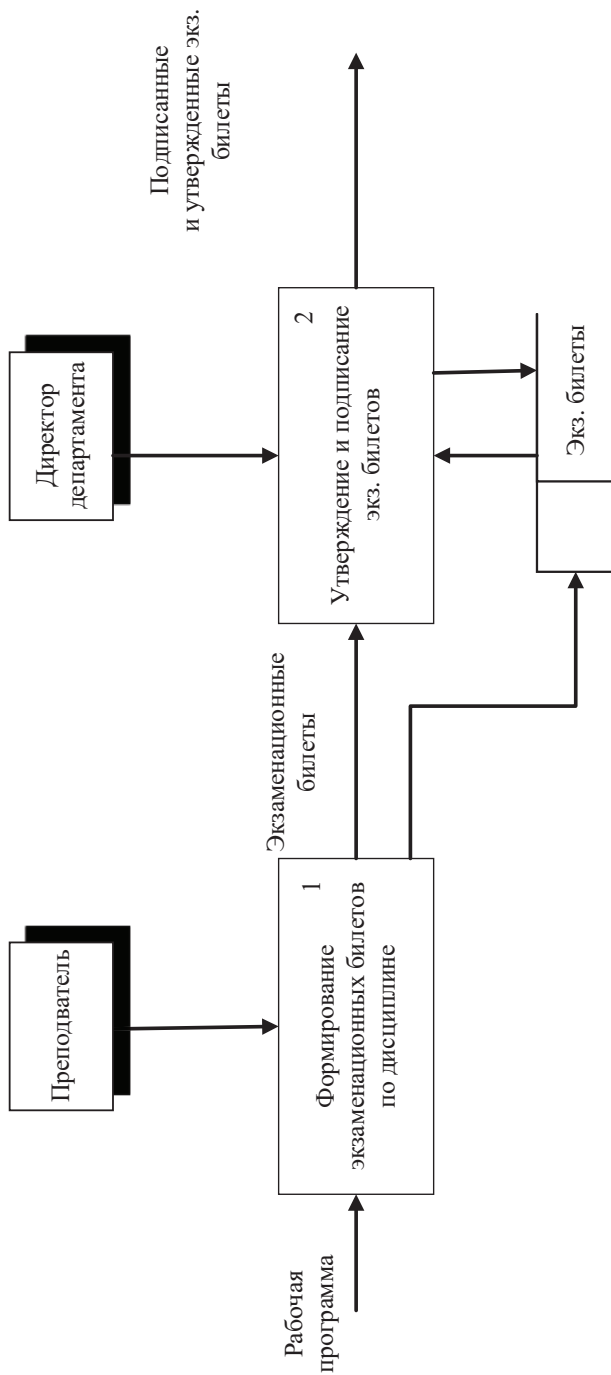 Преподватель
Директор
департамента
Рабочая
программа
1
Формирование
экзаменационных билетов
по дисциплине
Экзаменационные
билеты
2
Утверждение и подписание
экз. билетов
Подписанные
и утвержденные экз.
билеты
Экз. билеты